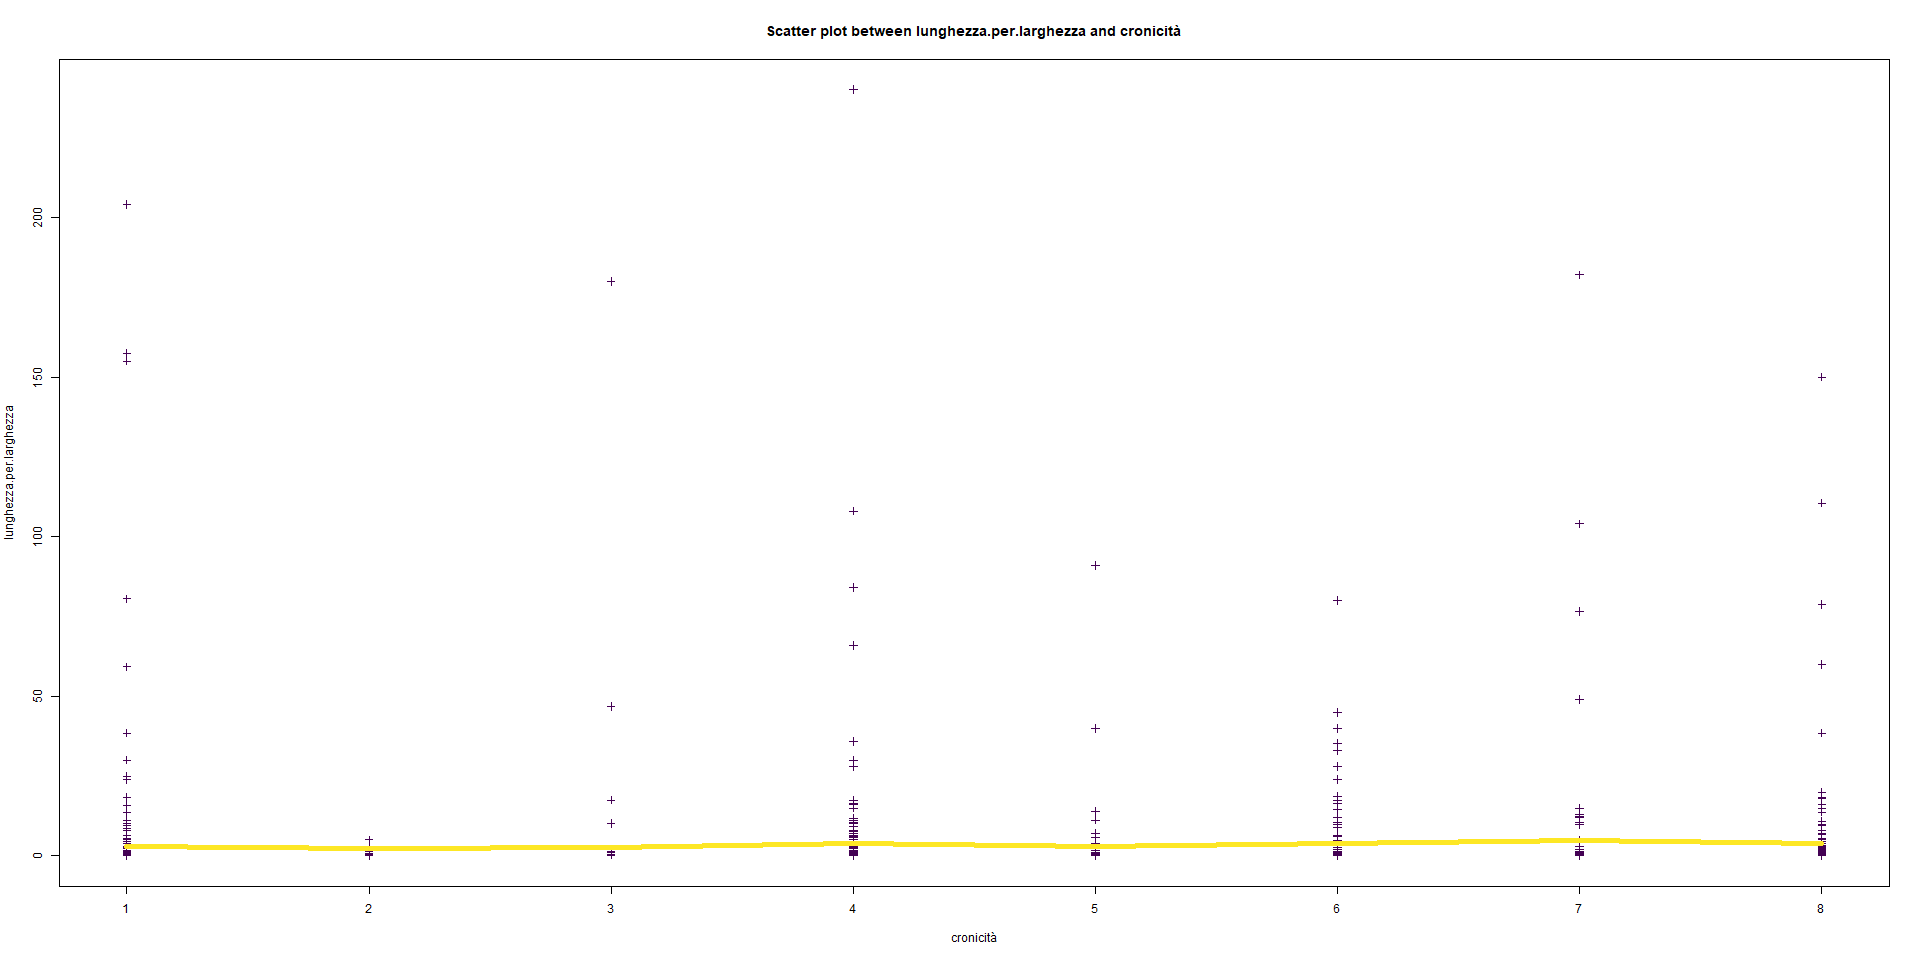 Scatter plot between lunghezza.per.larghezza and cronicità
lunghezza.per.larghezza
200
150
100
50
0
1 2 3 4 5 6 7 8
cronicità